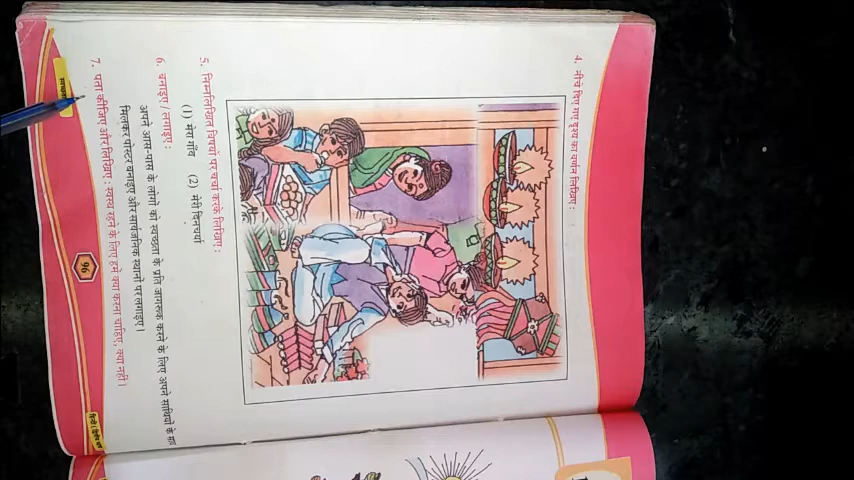 4. नीचे दिए गए दृश्य का वर्णन लिखिए :
5. निम्नलिखित विषयों पर चर्चा करके लिखिए :
(1) मेरा गाँव (2) मेरी दिनचर्या
6. बनाइए / लगाइए :
अपने आस-पास के लोगों को स्वच्छता के प्रति जागरूक करने के लिए अपने साथियों के साथ
मिलकर पोस्टर बनाइए और सार्वजनिक स्थानों पर लगाइए।
7. पता कीजिए और लिखिए : स्वस्थ रहने के लिए हमें क्या करना चाहिए, क्या नहीं।
96